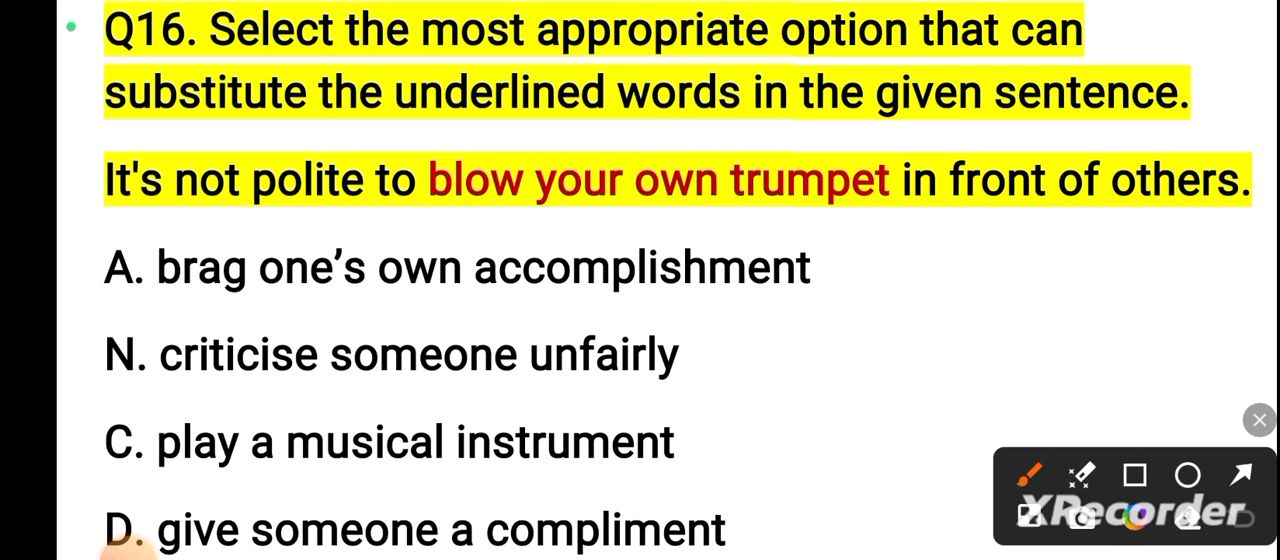 Q16. Select the most appropriate option that can
substitute the underlined words in the given sentence.
It's not polite to blow your own trumpet in front of others.
A. brag one’s own accomplishment
N. criticise someone unfairly
C. play a musical instrument
D. give someone a compliment
XRecorder